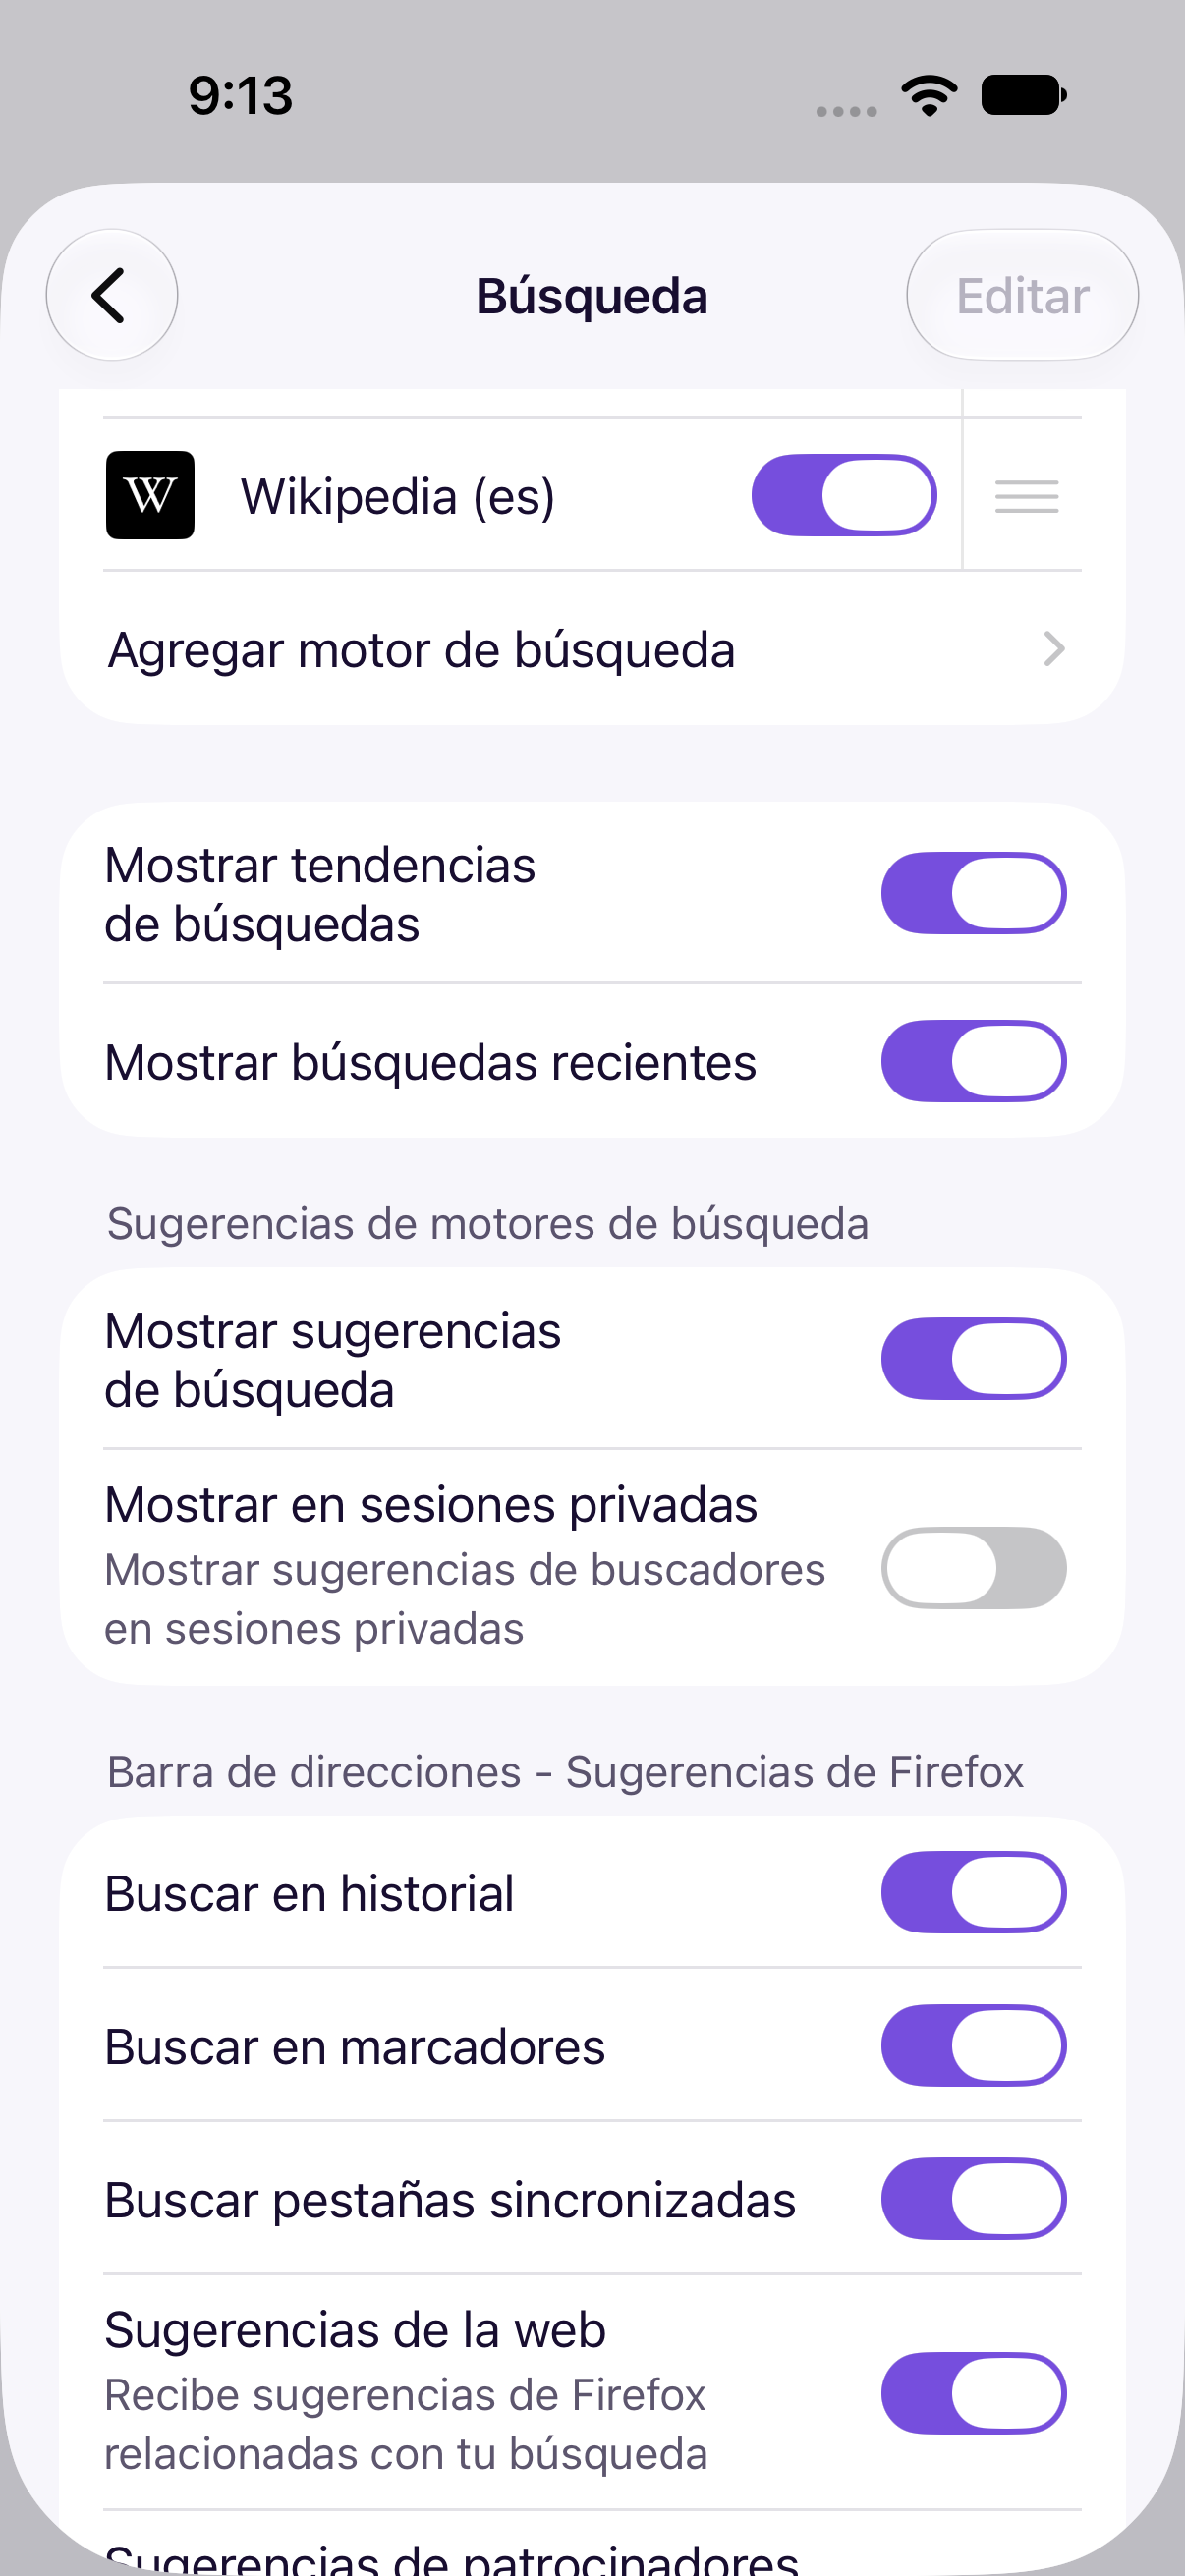 9:13
Búsqueda
Editar
W
Wikipedia (es)
Agregar motor de búsqueda
Mostrar tendencias
de búsquedas
Mostrar búsquedas recientes
Sugerencias de motores de búsqueda
Mostrar sugerencias
de búsqueda
Mostrar en sesiones privadas
Mostrar sugerencias de buscadores
en sesiones privadas
Barra de direcciones - Sugerencias de Firefox
Buscar en historial
Buscar en marcadores
Buscar pestañas sincronizadas
Sugerencias de la web
Recibe sugerencias de Firefox
relacionadas con tu búsqueda
Sugerencias de patrocinadores